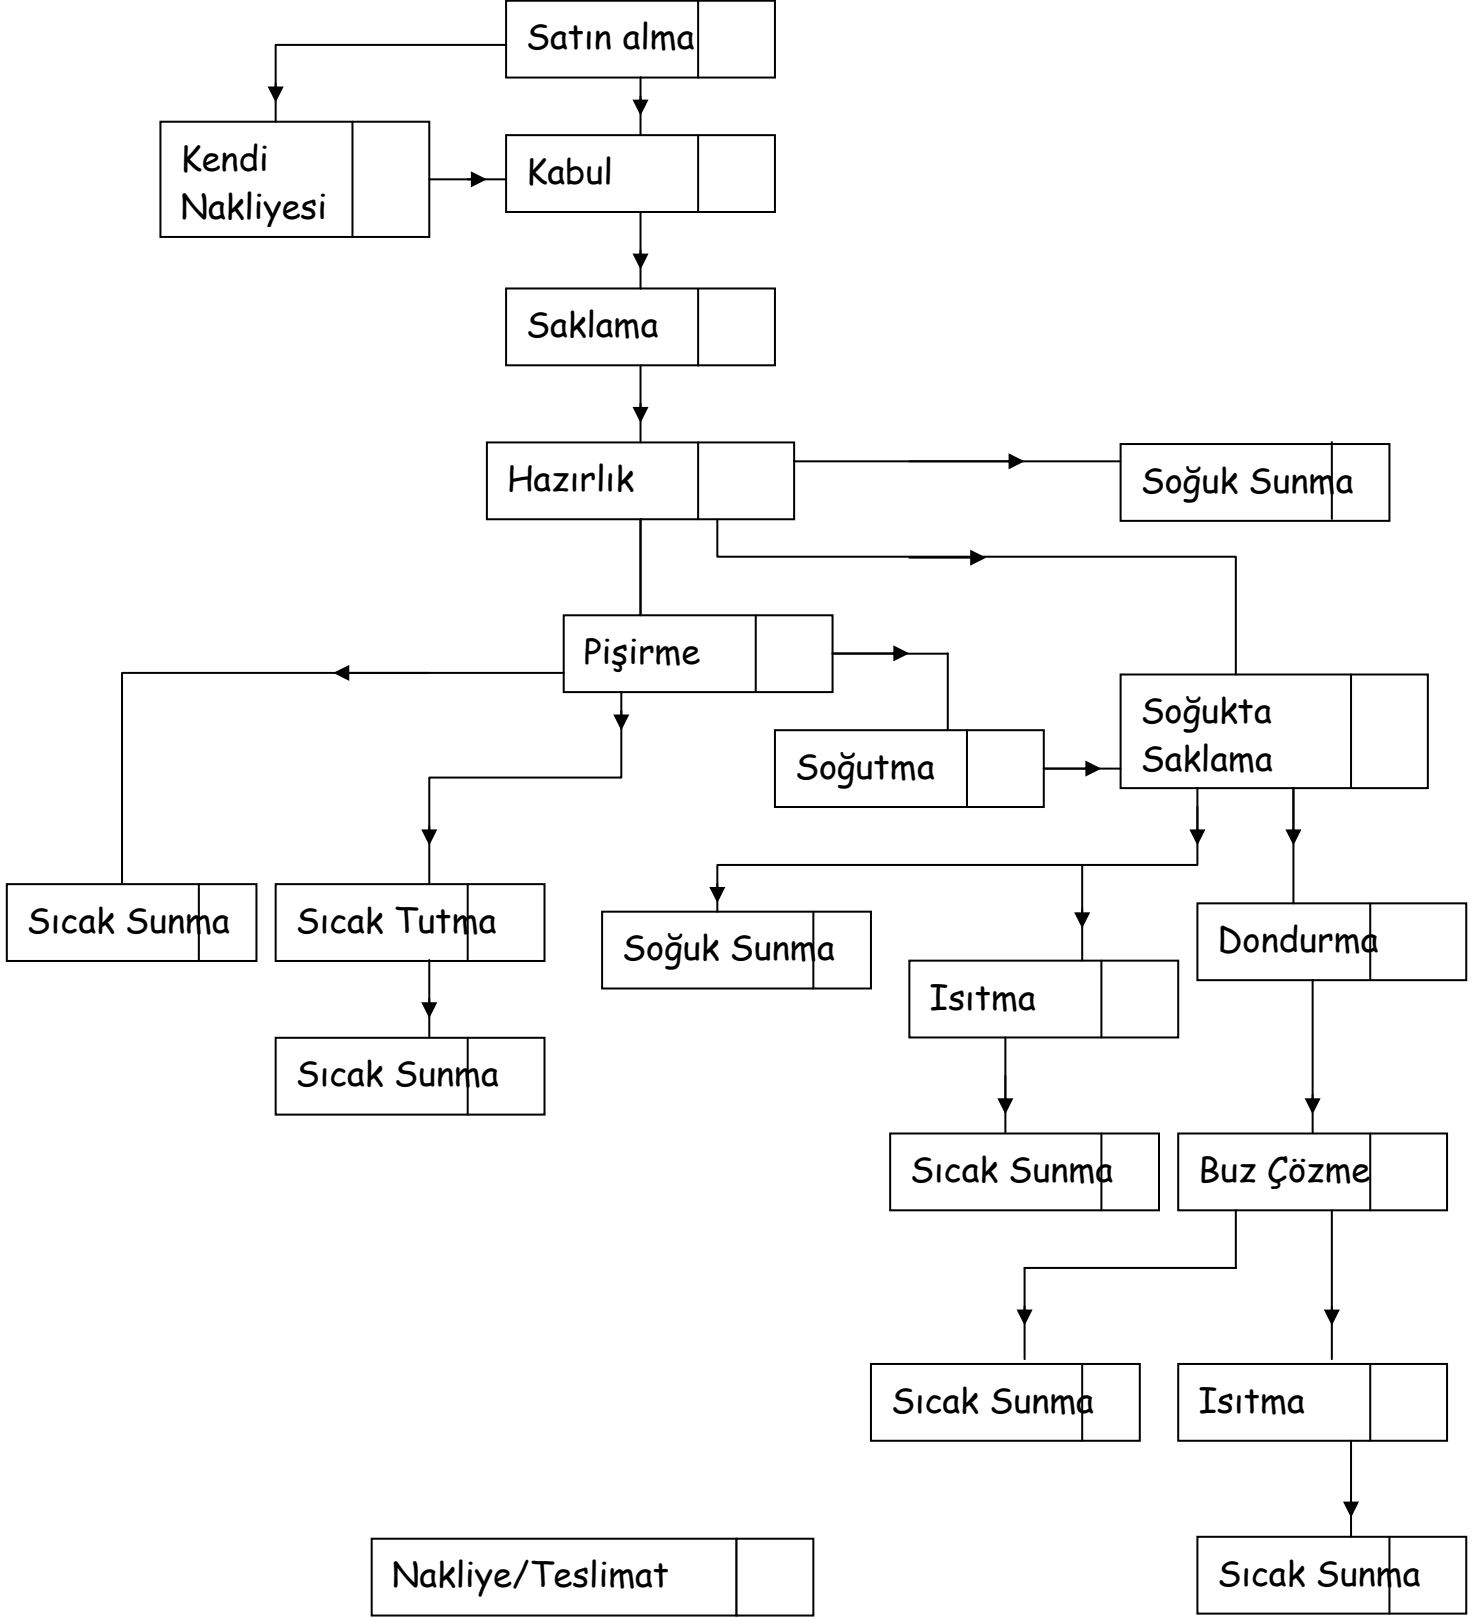 Satın alma
Kendi
Nakliyesi
Kabul
Saklama
Hazırlık
Soğuk Sunma
Pişirme
Soğukta
Saklama
Soğutma
Sıcak Sunma
Sıcak Tutma
Soğuk Sunma
Dondurma
Isıtma
Sıcak Sunma
Sıcak Sunma
Buz Çözme
Sıcak Sunma
Isıtma
Nakliye/Teslimat
Sıcak Sunma